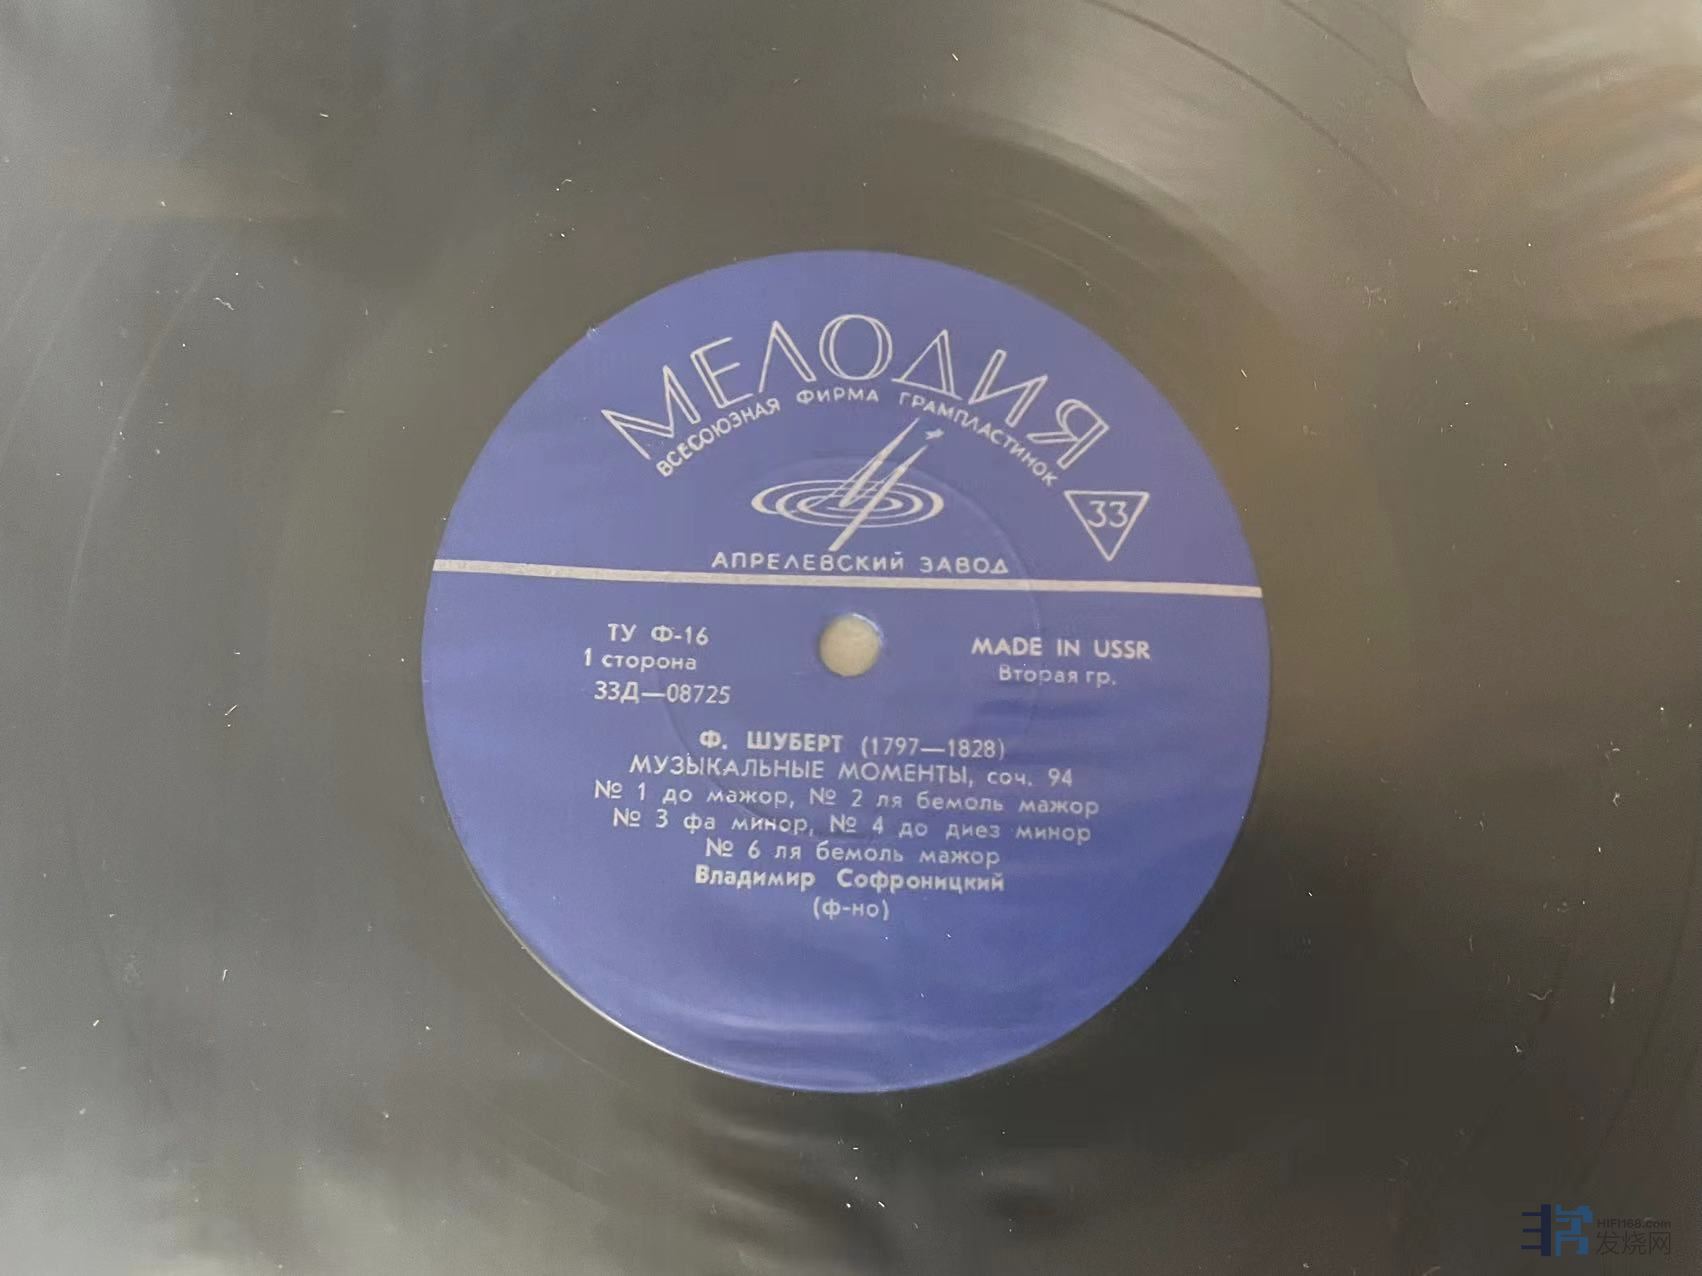 МЕЛОДИЯ
ВСЕСОЮЗНАЯ ФИРМА ГРАМПЛАСТИНОК
33
АПРЕЛЕВСКИЙ ЗАВОД
ТУ Ф-16
1 сторона
33Д—08725
MADE IN USSR
Вторая гр.
Ф. ШУБЕРТ (1797—1828)
МУЗЫКАЛЬНЫЕ МОМЕНТЫ, соч. 94
№ 1 до мажор, № 2 ля бемоль мажор
№ 3 фа минор, № 4 до диез минор
№ 6 ля бемоль мажор
Владимир Софроницкий
(ф-но)
HIFI168.com
发烧网